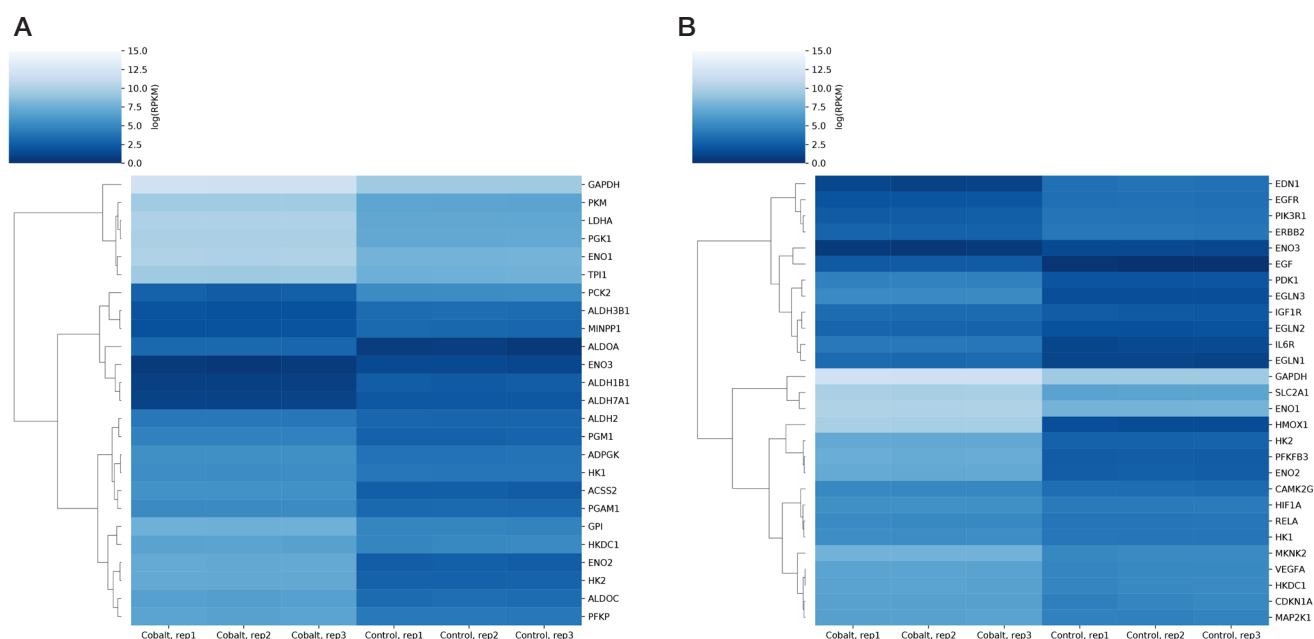 A
15.0
12.5
10.0
7.5
5.0
2.5
0.0
log(RPKM)
GAPDH
PKM
LDHA
PGK1
ENO1
TPI1
PCK2
ALDH3B1
MINPP1
ALDOA
ENO3
ALDH1B1
ALDH7A1
ALDH2
PGM1
ADPGK
HK1
ACSS2
PGAM1
GPI
HKDC1
ENO2
HK2
ALDOC
PFKP
Cobalt, rep1 Cobalt, rep2 Cobalt, rep3 Control, rep1 Control, rep2 Control, rep3
B
15.0
12.5
10.0
7.5
5.0
2.5
0.0
log(RPKM)
EDN1
EGFR
PIK3R1
ERBB2
ENO3
EGF
PDK1
EGLN3
IGF1R
EGLN2
IL6R
EGLN1
GAPDH
SLC2A1
ENO1
HMOX1
HK2
PFKFB3
ENO2
CAMK2G
HIF1A
RELA
HK1
MKNK2
VEGFA
HKDC1
CDKN1A
MAP2K1
Cobalt, rep1 Cobalt, rep2 Cobalt, rep3 Control, rep1 Control, rep2 Control, rep3